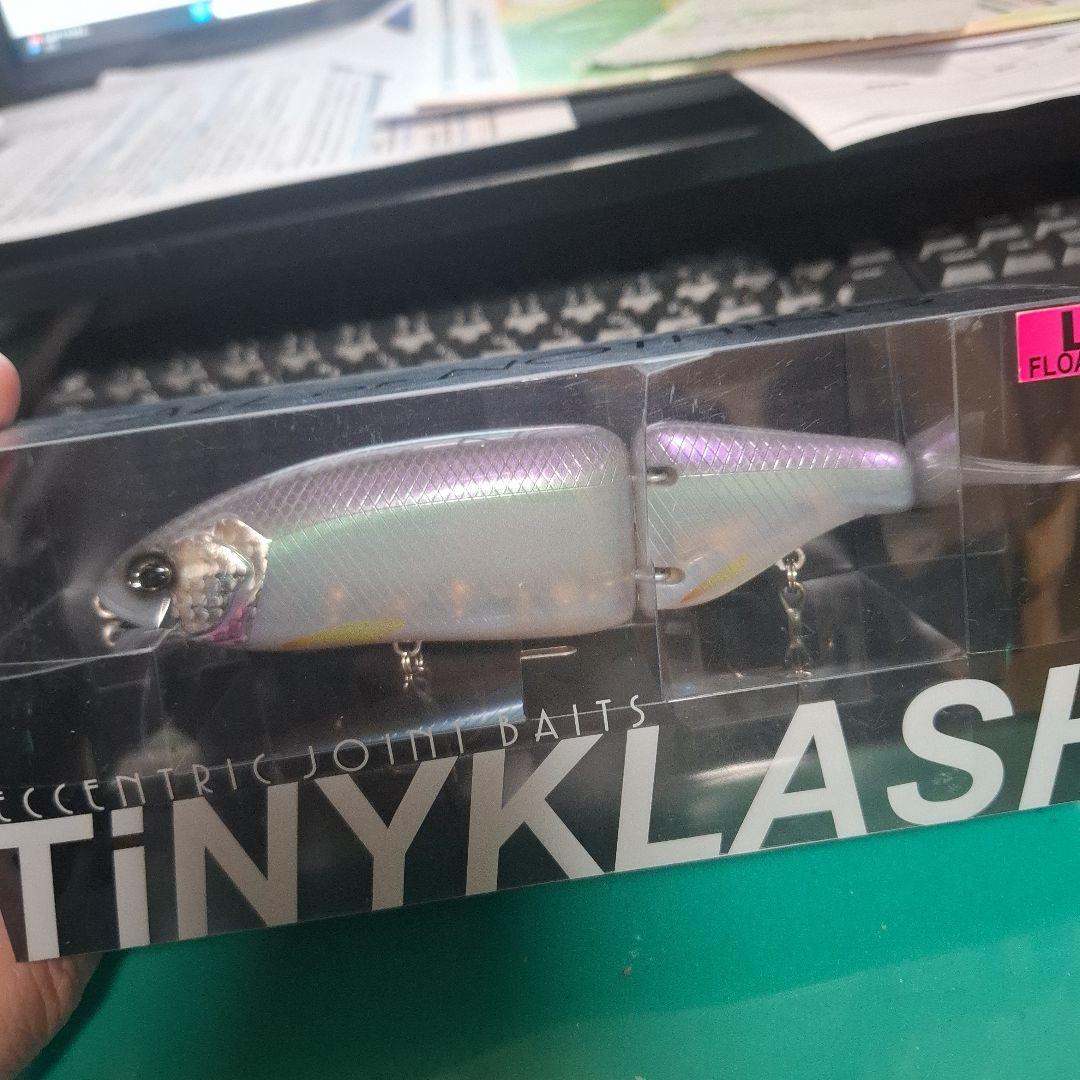 L
FLOA
ECCENTRIC JOINT BAITS
TiNYKLASH